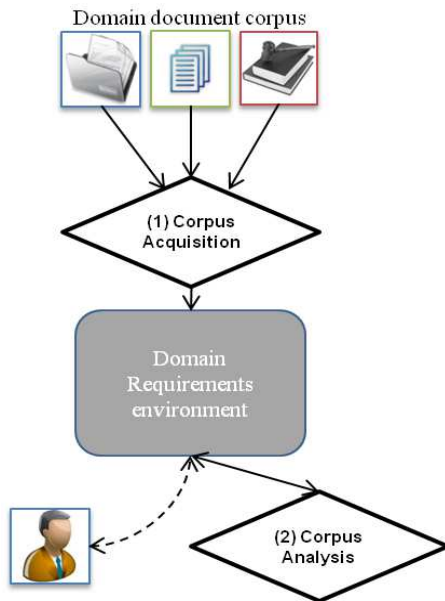 Domain document corpus
(1) Corpus
Acquisition
Domain
Requirements
environment
(2) Corpus
Analysis